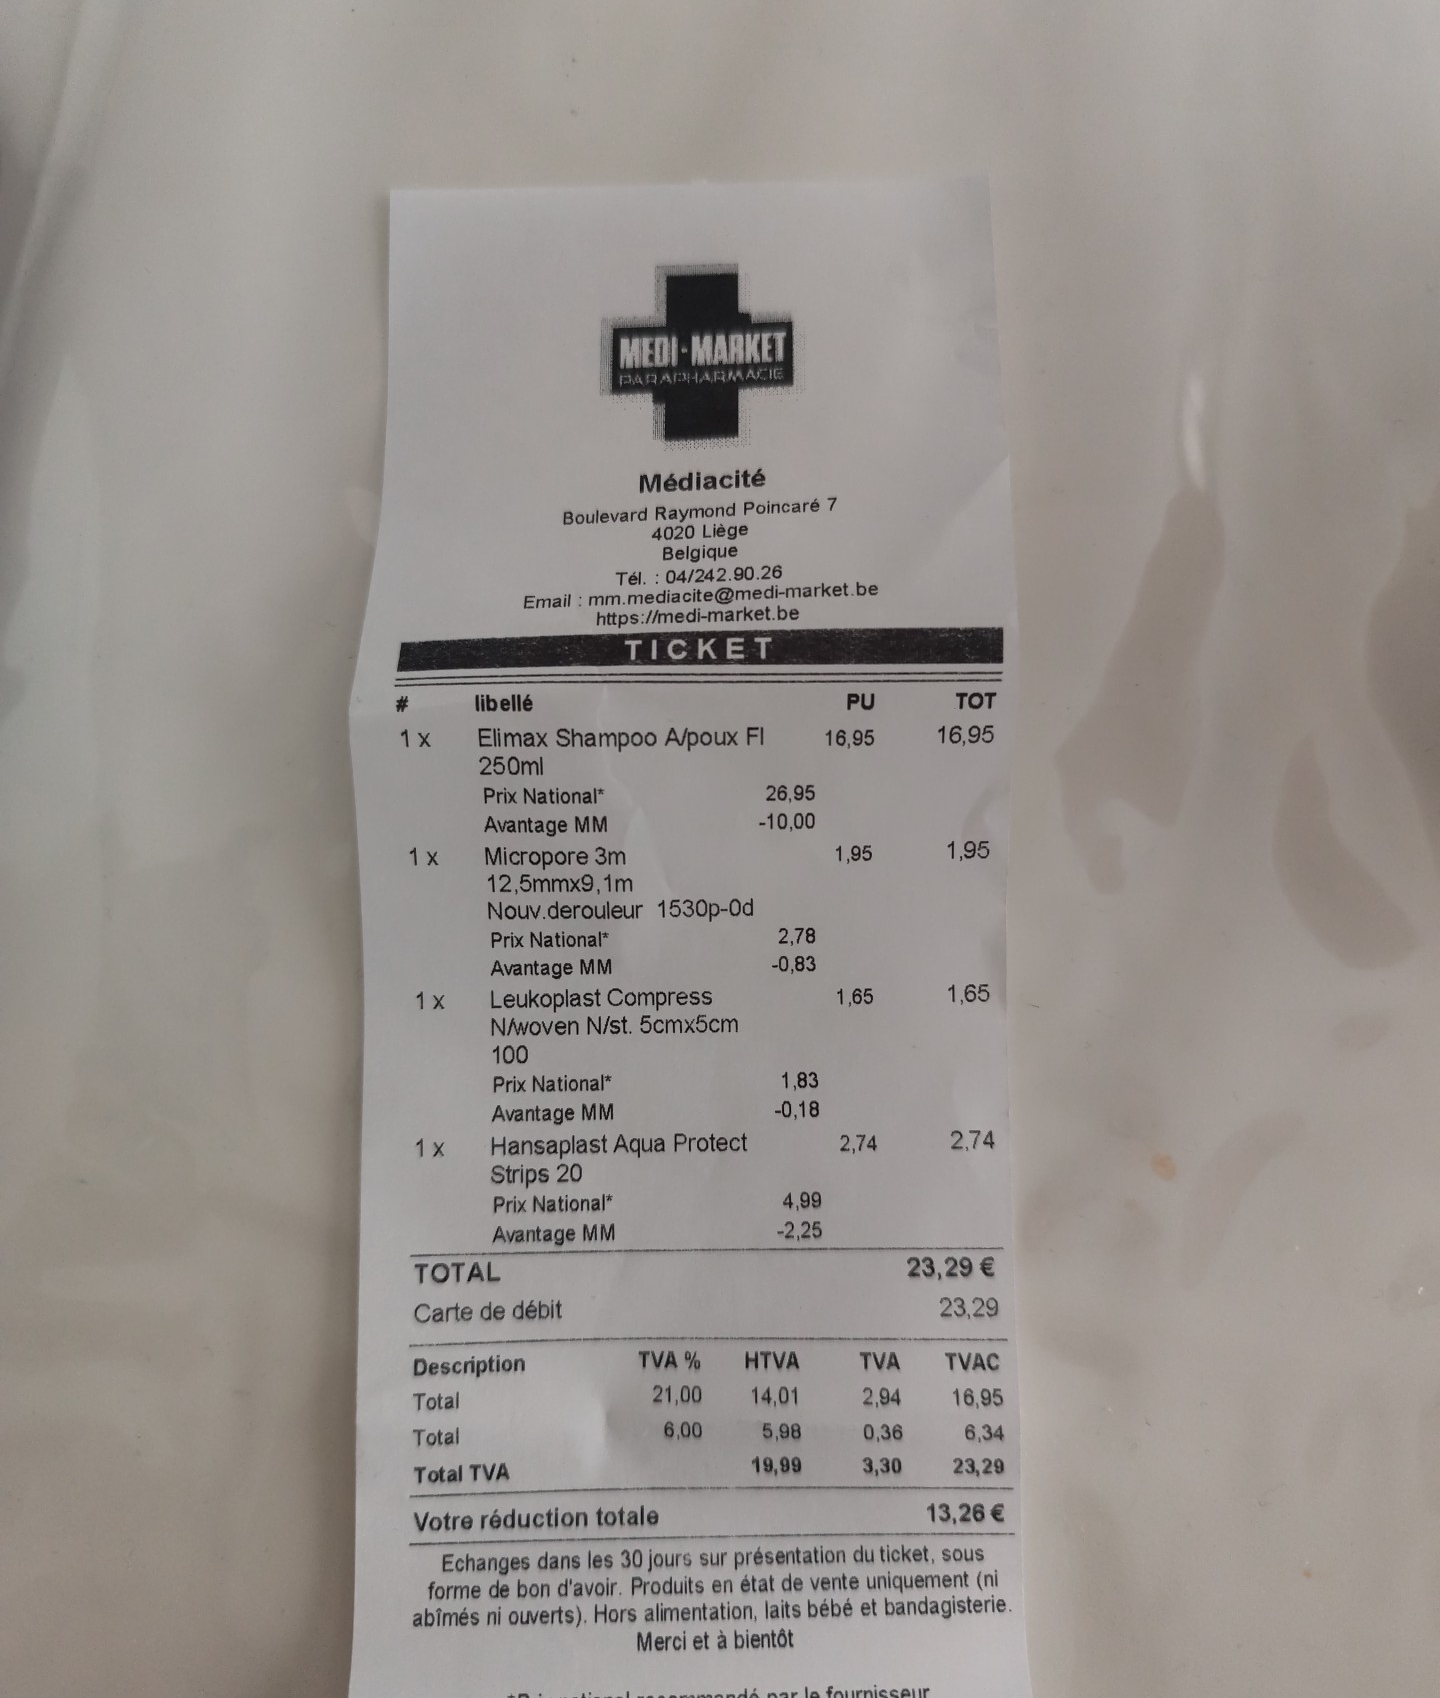 MEDI-MARKET
PARAPHARMACIE
Médiacité
Boulevard Raymond Poincaré 7
4020 Liège
Belgique
Tél. : 04/242.90.26
Email : mm.mediacite@medi-market.be
https://medi-market.be
TICKET
# libellé PU TOT
1 x Elimax Shampoo A/poux Fl 16,95 16,95
250ml
Prix National* 26,95
Avantage MM -10,00
1 x Micropore 3m 1,95 1,95
12,5mmx9,1m
Nouv.derouleur 1530p-0d
Prix National* 2,78
Avantage MM -0,83
1 x Leukoplast Compress 1,65 1,65
N/woven N/st. 5cmx5cm
100
Prix National* 1,83
Avantage MM -0,18
1 x Hansaplast Aqua Protect 2,74 2,74
Strips 20
Prix National* 4,99
Avantage MM -2,25
TOTAL 23,29 €
Carte de débit 23,29
Description TVA % HTVA TVA TVAC
Total 21,00 14,01 2,94 16,95
Total 6,00 5,98 0,36 6,34
Total TVA 19,99 3,30 23,29
Votre réduction totale 13,26 €
Echanges dans les 30 jours sur présentation du ticket, sous
forme de bon d'avoir. Produits en état de vente uniquement (ni
abîmés ni ouverts). Hors alimentation, laits bébé et bandagisterie.
Merci et à bientôt
*Prix national recommandé par le fournisseur